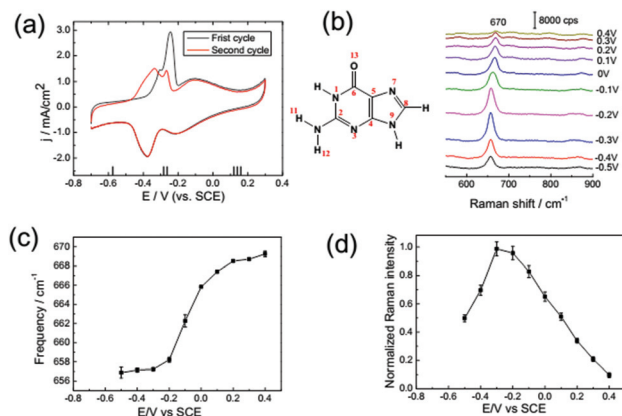 (a)
Frist cycle
Second cycle
j / mA/cm²
3.0
2.0
1.0
0.0
-1.0
-2.0
-0.8 -0.6 -0.4 -0.2 0.0 0.2 0.4
E / V (vs. SCE)
(b)
O
13
H
N
1
6
5
N
7
8
H
2
4
9
N
H
11
H
N
3
N
H
12
670
8000 cps
0.4V
0.3V
0.2V
0.1V
0V
-0.1V
-0.2V
-0.3V
-0.4V
-0.5V
600 700 800 900
Raman shift / cm⁻¹
(c)
Frequency / cm⁻¹
670
668
666
664
662
660
658
656
-0.6 -0.4 -0.2 0.0 0.2 0.4
E/V vs SCE
(d)
Normalized Raman intensity
1.0
0.8
0.6
0.4
0.2
0.0
-0.6 -0.4 -0.2 0.0 0.2 0.4
E/V vs SCE